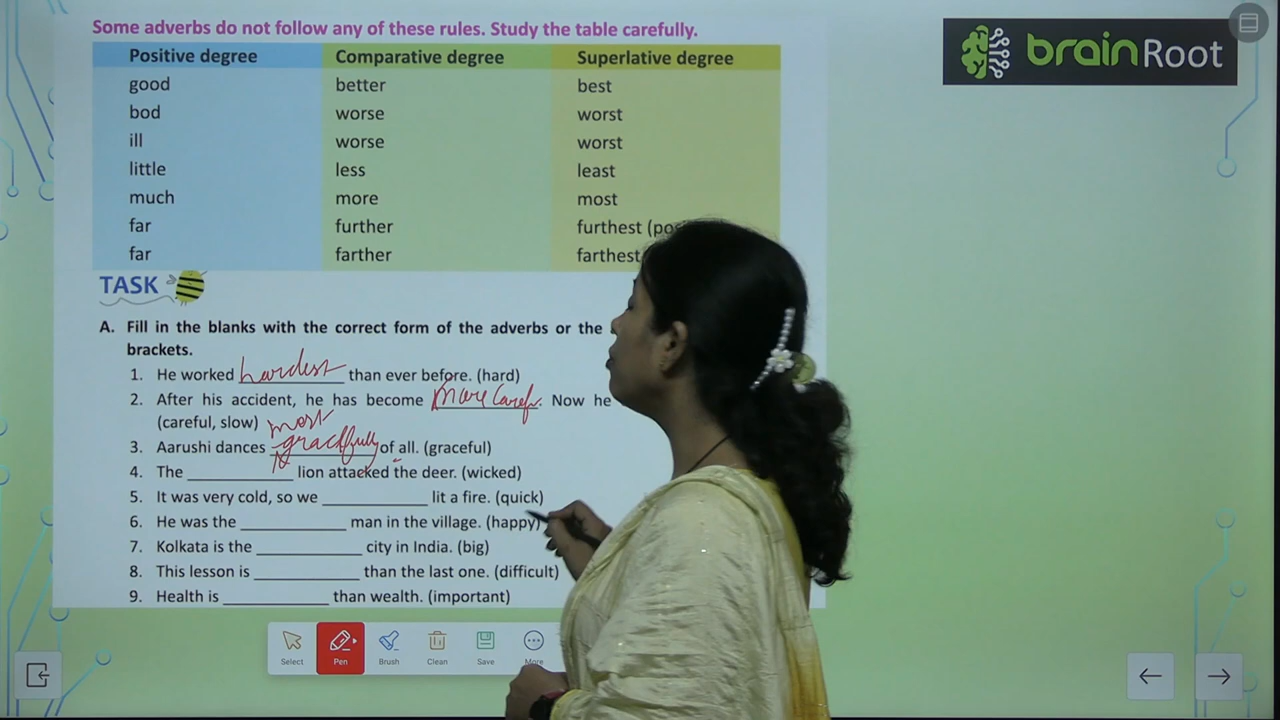 Some adverbs do not follow any of these rules. Study the table carefully.
brainRoot
Positive degree Comparative degree Superlative degree
good better best
bod worse worst
ill worse worst
little less least
much more most
far further furthest
far farther farthest
TASK
A. Fill in the blanks with the correct form of the adverbs or the
brackets.
1. He worked hardest than ever before. (hard)
2. After his accident, he has become more Caref. Now he
(careful, slow) most
3. Aarushi dances gracefully of all. (graceful)
4. The __________ lion attacked the deer. (wicked)
5. It was very cold, so we __________ lit a fire. (quick)
6. He was the __________ man in the village. (happy)
7. Kolkata is the __________ city in India. (big)
8. This lesson is __________ than the last one. (difficult)
9. Health is __________ than wealth. (important)
Select Pen Brush Clean Save More